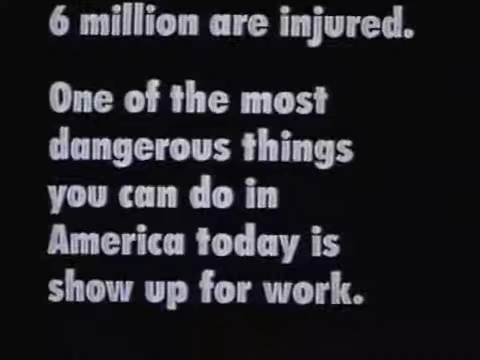 6 million are injured.
One of the most
dangerous things
you can do in
America today is
show up for work.